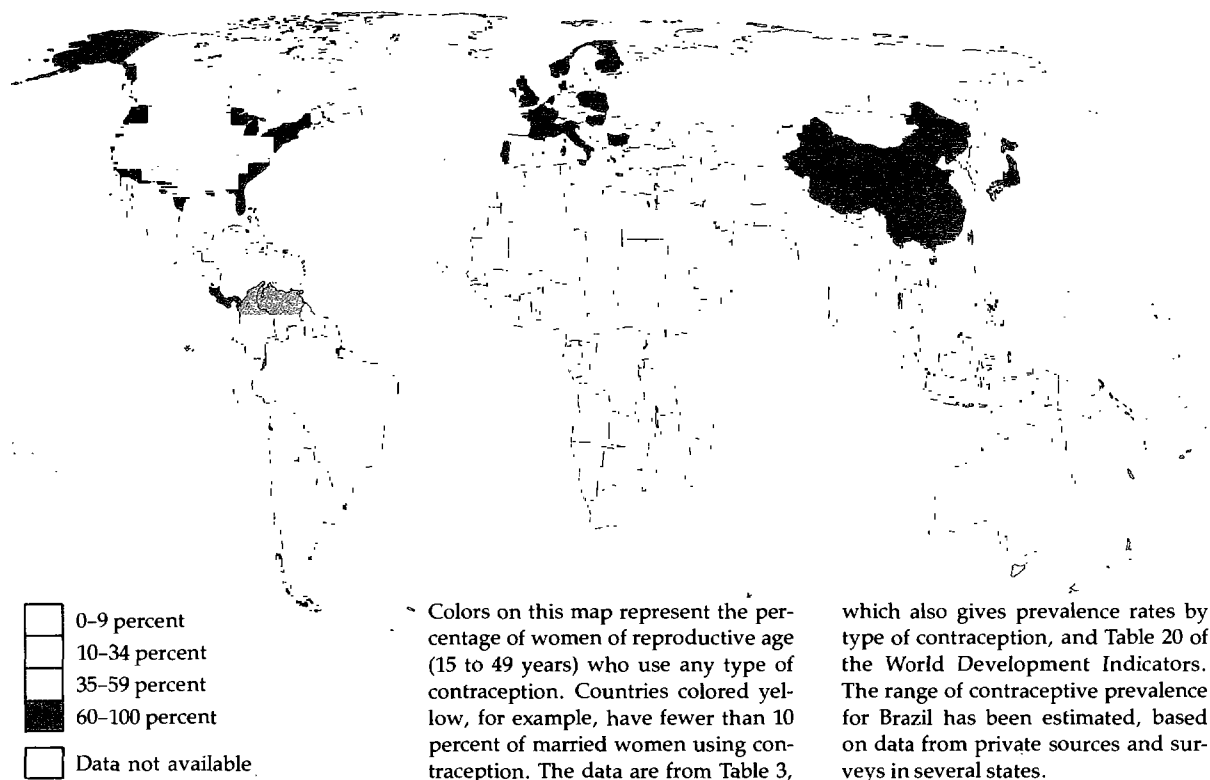 0–9 percent
10–34 percent
35–59 percent
60–100 percent
Data not available
Colors on this map represent the per-
centage of women of reproductive age
(15 to 49 years) who use any type of
contraception. Countries colored yel-
low, for example, have fewer than 10
percent of married women using con-
traception. The data are from Table 3,
which also gives prevalence rates by
type of contraception, and Table 20 of
the World Development Indicators.
The range of contraceptive prevalence
for Brazil has been estimated, based
on data from private sources and sur-
veys in several states.